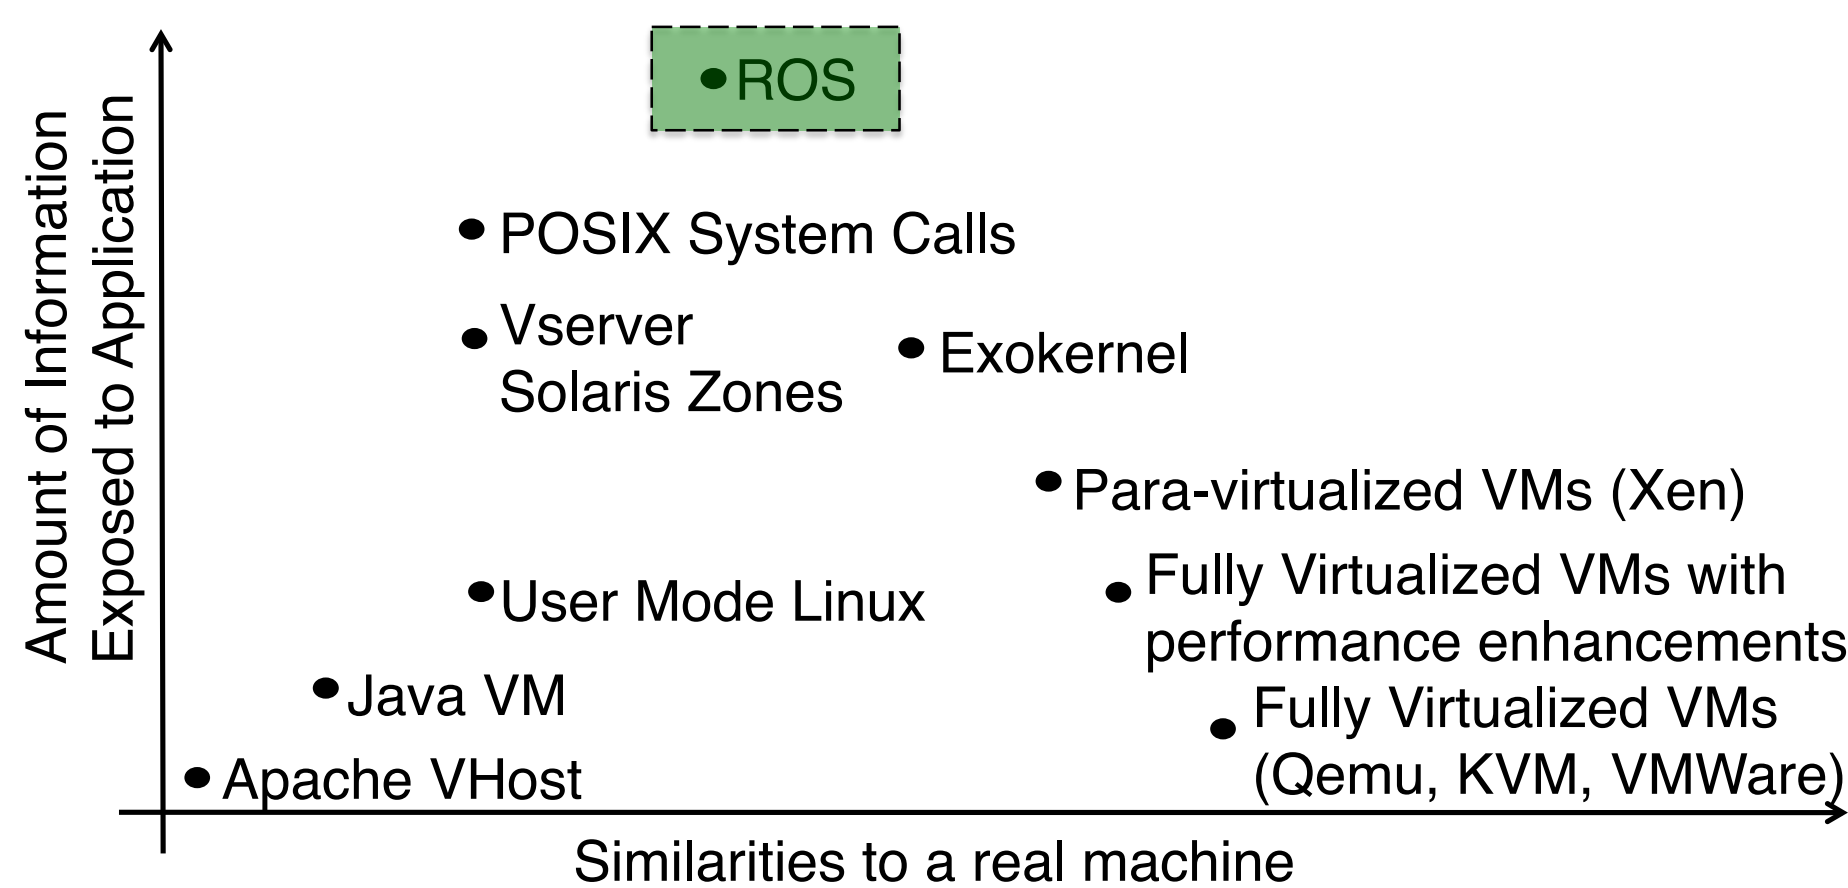 Amount of Information
Exposed to Application
ROS
POSIX System Calls
Vserver
Solaris Zones
Exokernel
Para-virtualized VMs (Xen)
Fully Virtualized VMs with
performance enhancements
User Mode Linux
Java VM
Fully Virtualized VMs
(Qemu, KVM, VMWare)
Apache VHost
Similarities to a real machine